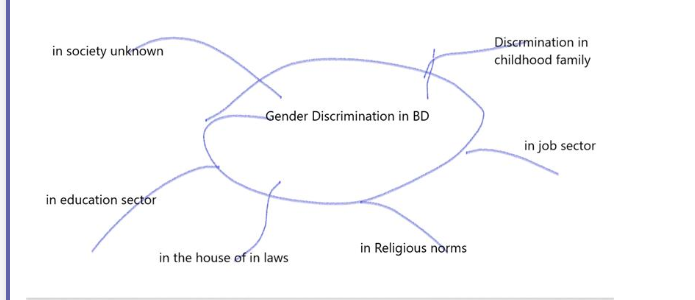 in society unknown
Discrmination in
childhood family
Gender Discrimination in BD
in job sector
in education sector
in Religious norms
in the house of in laws